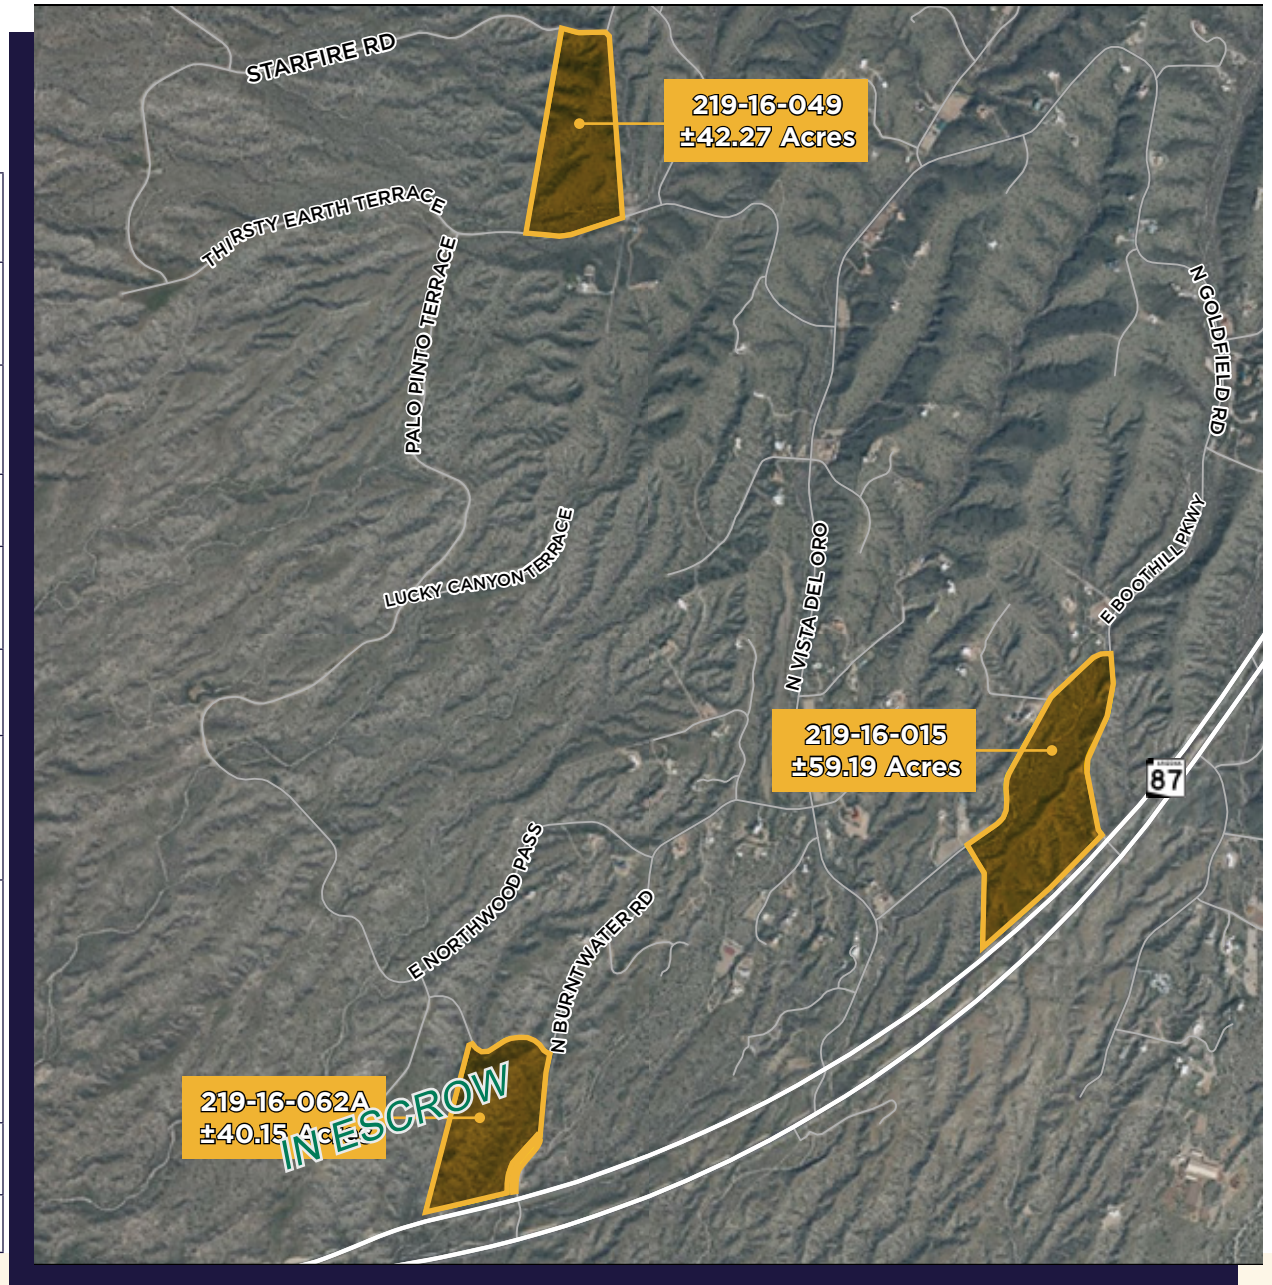 STARFIRE RD
219-16-049
±42.27 Acres
THIRSTY EARTH TERRACE
PALO PINTO TERRACE
N GOLDFIELD RD
LUCKY CANYON TERRACE
N VISTA DEL ORO
E BOOTHILL PKWY
219-16-015
±59.19 Acres
ARIZONA
87
E NORTHWOOD PASS
N BURNTWATER RD
219-16-062A
±40.15 Acres
IN ESCROW